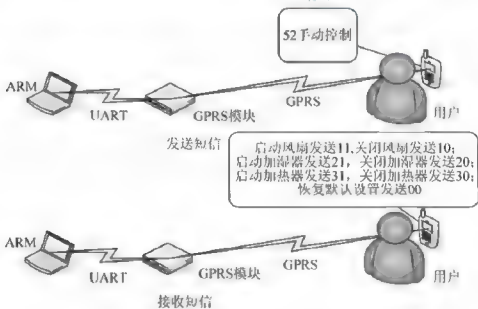 52手动控制
ARM
UART
GPRS模块
GPRS
用户
发送短信
启动风扇发送11,关闭风扇发送10;
启动加湿器发送21，关闭加湿器发送20;
启动加热器发送31，关闭加热器发送30;
恢复默认设置发送00
ARM
UART
GPRS模块
GPRS
用户
接收短信